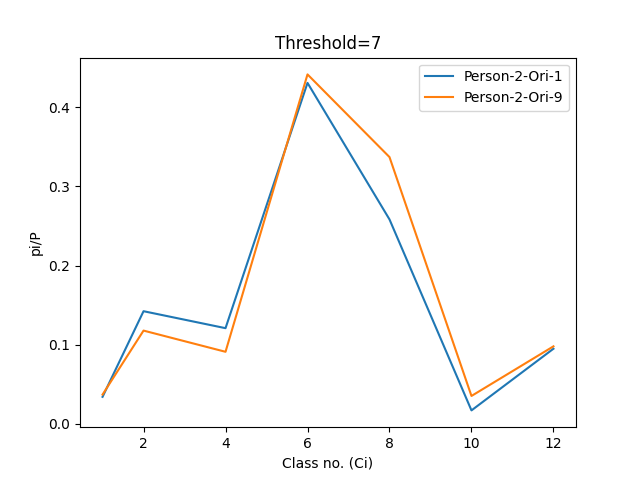 Threshold=7
Person-2-Ori-1
Person-2-Ori-9
pi/P
0.4
0.3
0.2
0.1
0.0
2 4 6 8 10 12
Class no. (Ci)